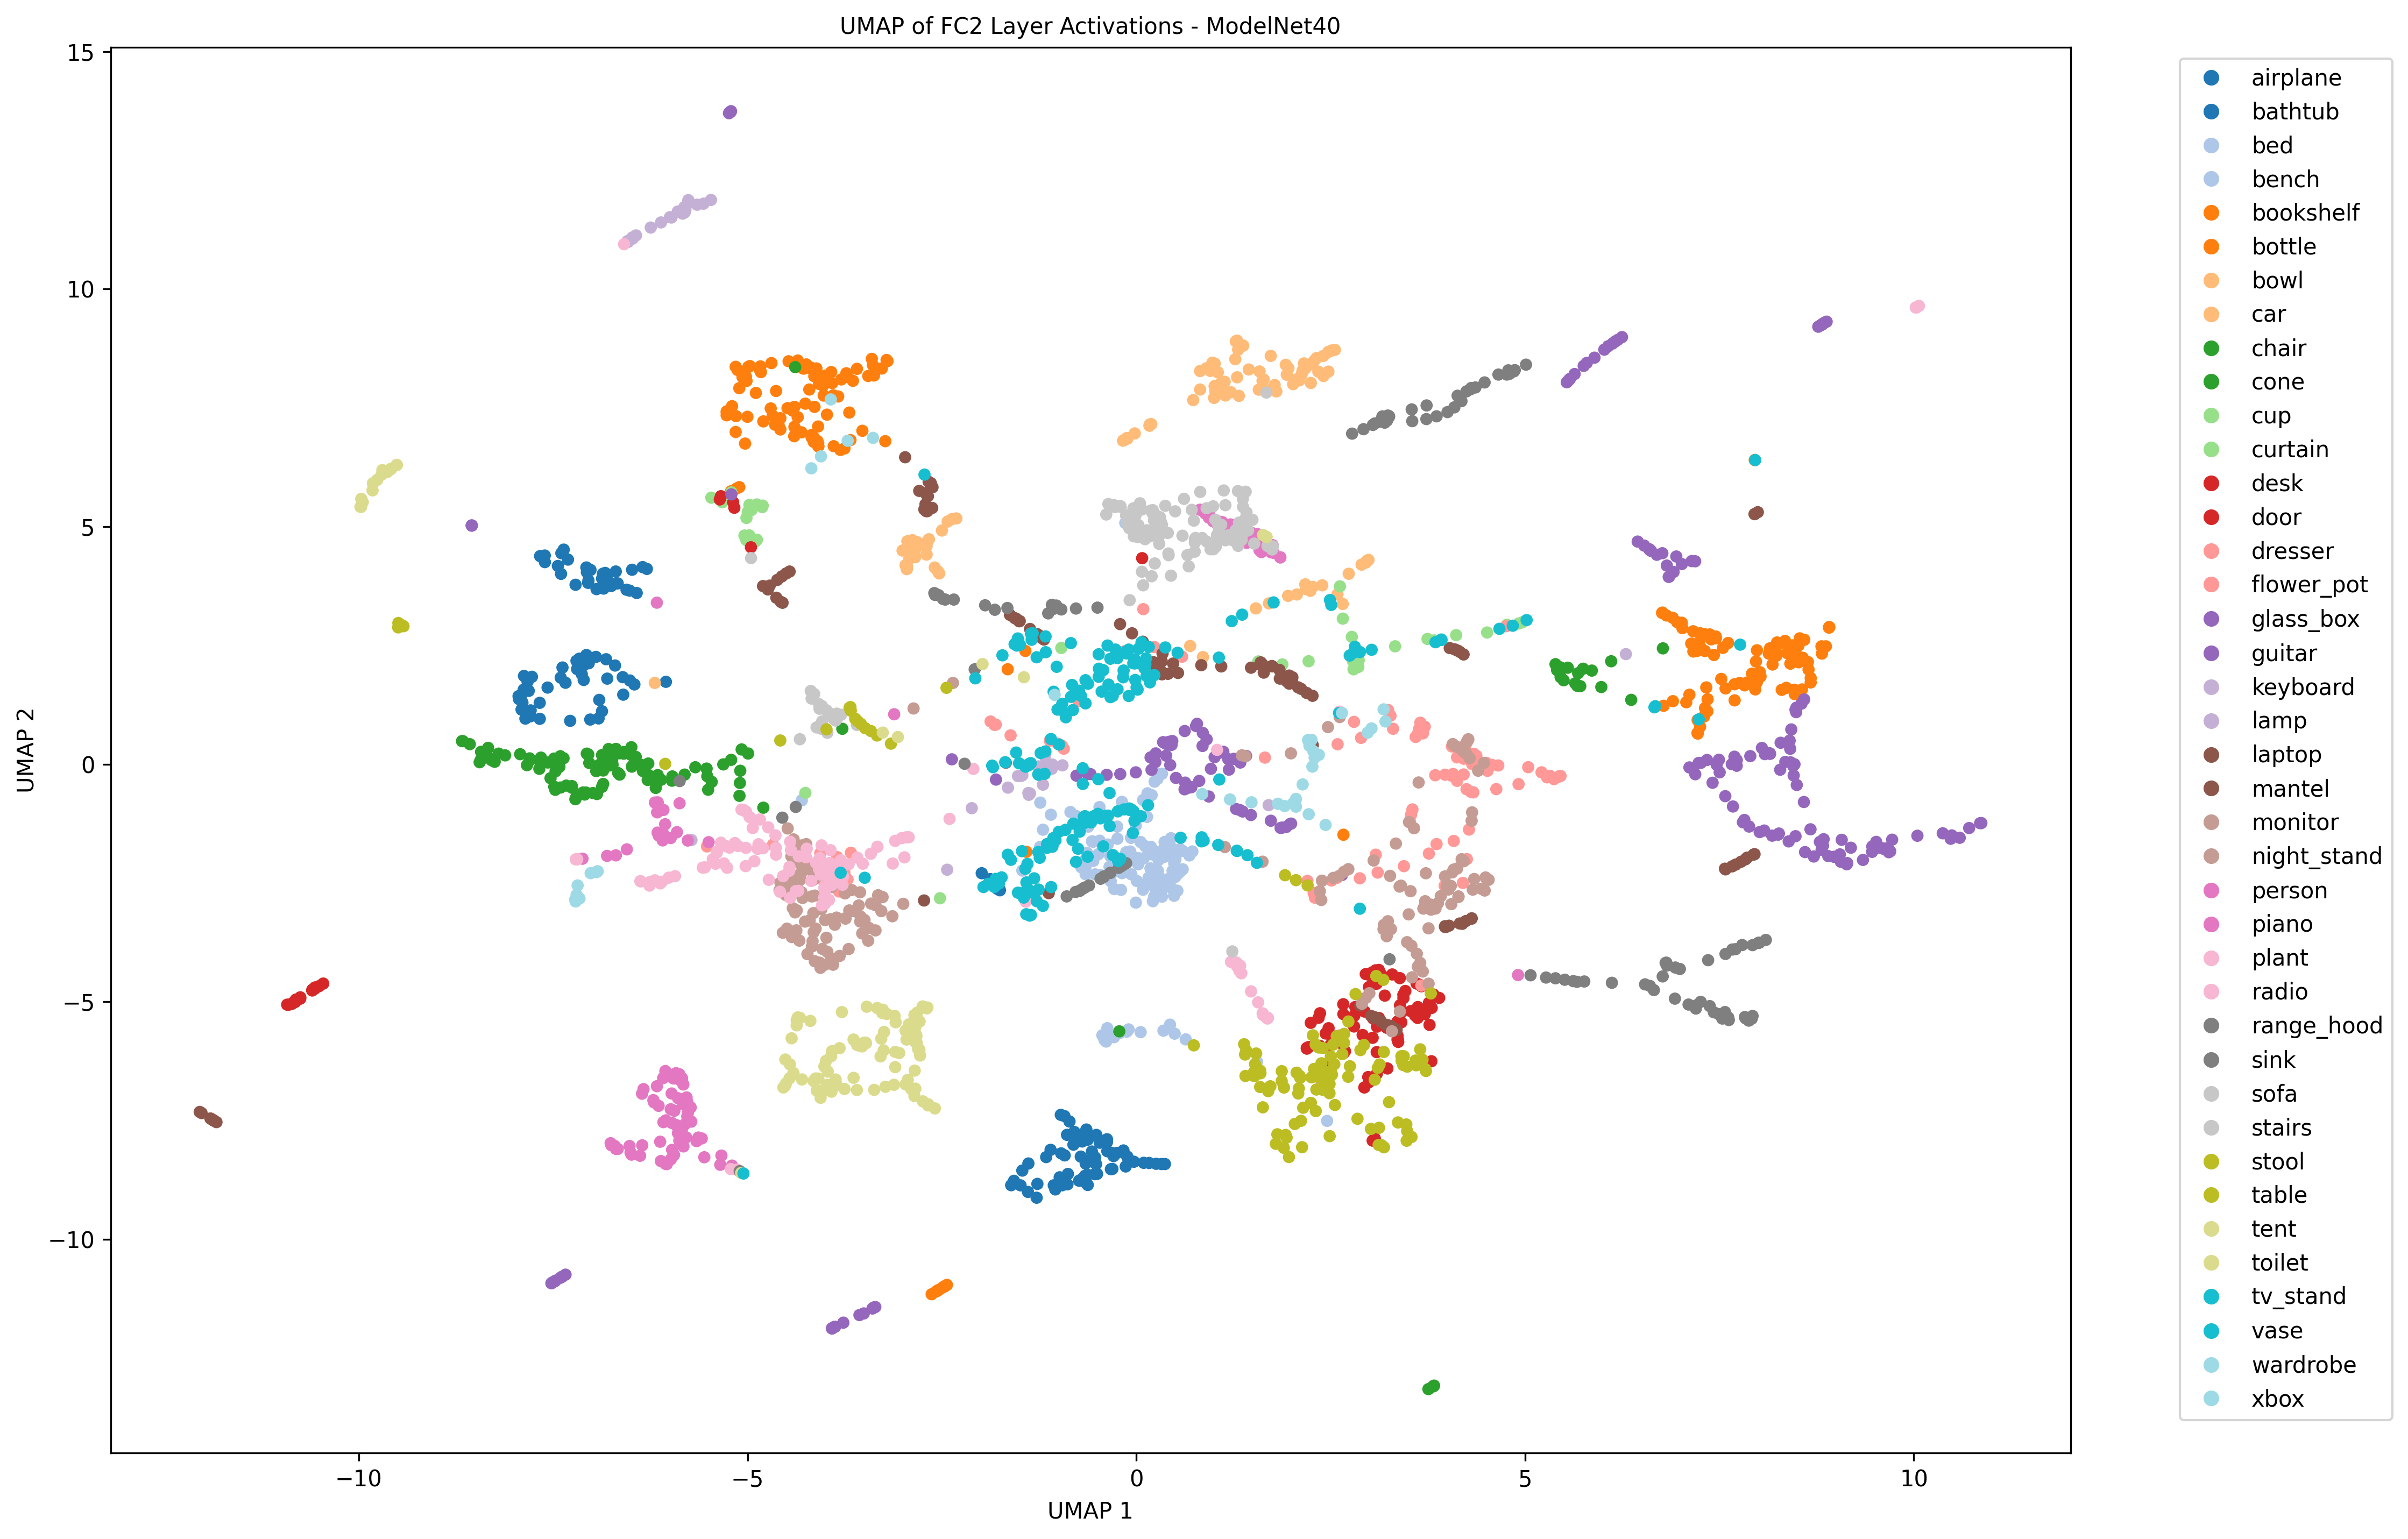 UMAP of FC2 Layer Activations - ModelNet40
15
10
5
0
−5
−10
UMAP 2
−10
−5
0
5
10
UMAP 1
airplane
bathtub
bed
bench
bookshelf
bottle
bowl
car
chair
cone
cup
curtain
desk
door
dresser
flower_pot
glass_box
guitar
keyboard
lamp
laptop
mantel
monitor
night_stand
person
piano
plant
radio
range_hood
sink
sofa
stairs
stool
table
tent
toilet
tv_stand
vase
wardrobe
xbox